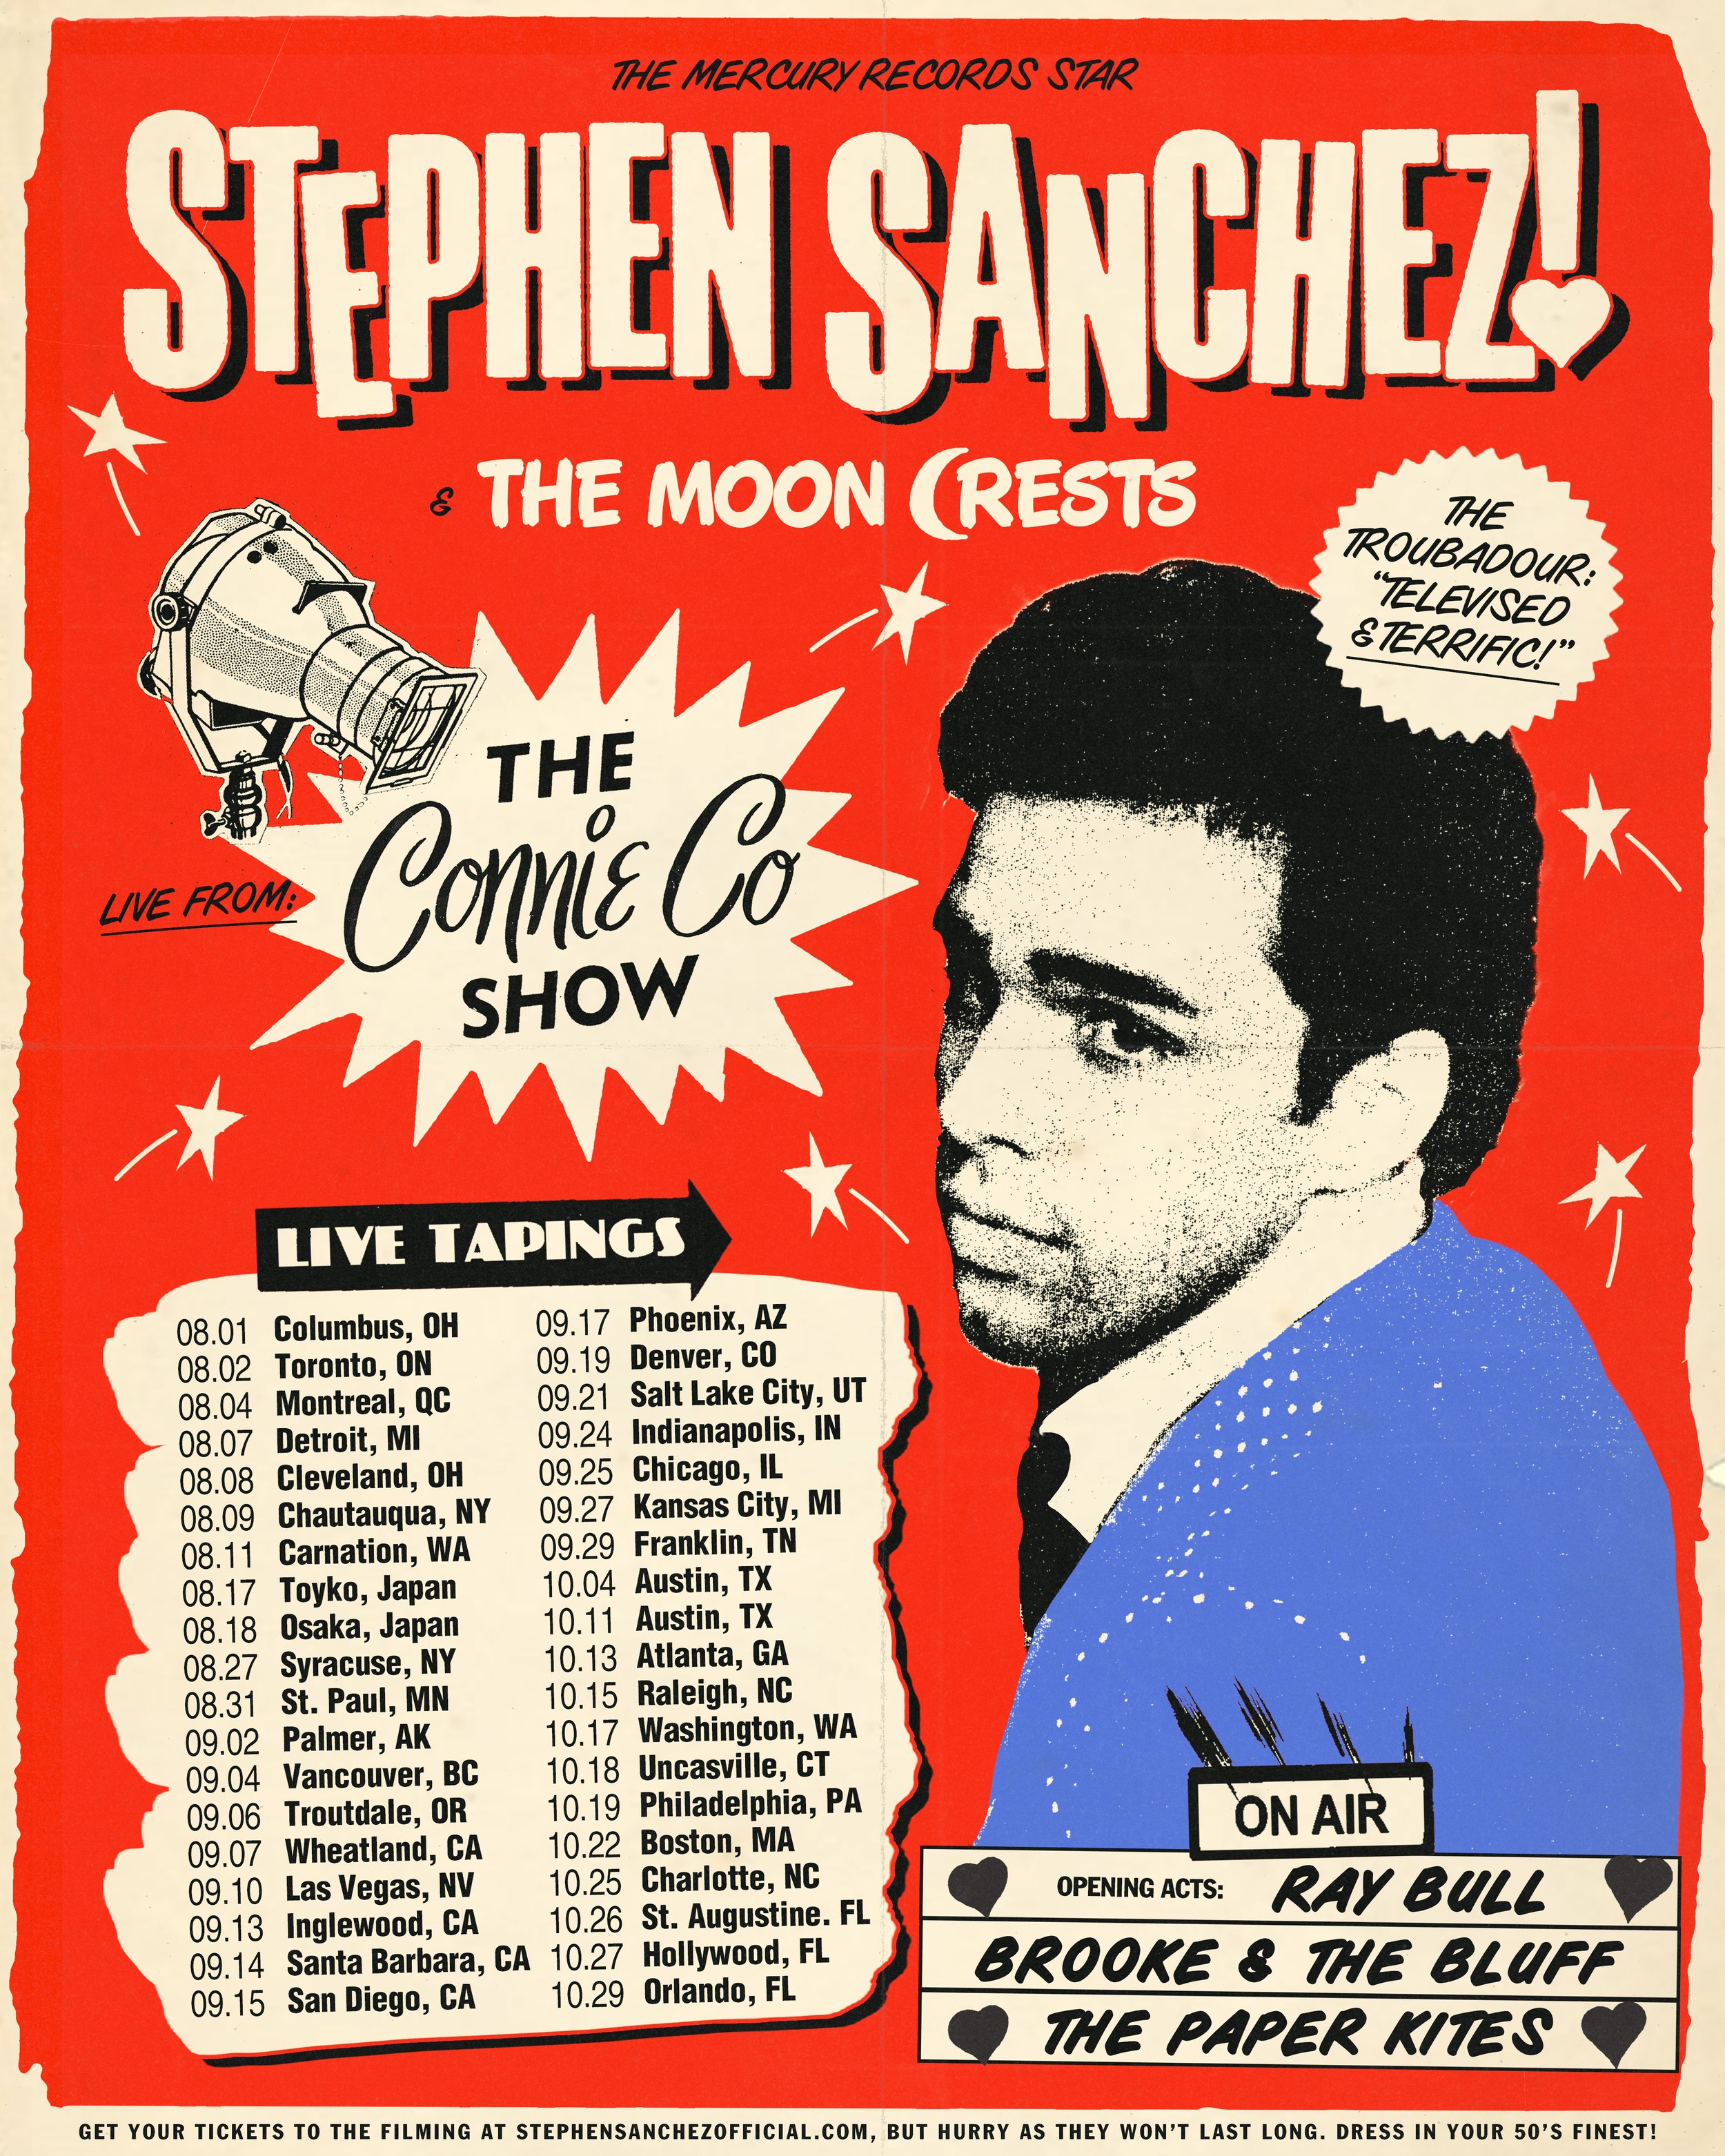 THE MERCURY RECORDS STAR
STEPHEN SANCHEZ!
& THE MOON CRESTS
THE
TROUBADOUR:
“TELEVISED
& TERRIFIC!”
LIVE FROM:
THE
Connie Co
SHOW
LIVE TAPINGS
08.01 Columbus, OH
08.02 Toronto, ON
08.04 Montreal, QC
08.07 Detroit, MI
08.08 Cleveland, OH
08.09 Chautauqua, NY
08.11 Carnation, WA
08.17 Toyko, Japan
08.18 Osaka, Japan
08.27 Syracuse, NY
08.31 St. Paul, MN
09.02 Palmer, AK
09.04 Vancouver, BC
09.06 Troutdale, OR
09.07 Wheatland, CA
09.10 Las Vegas, NV
09.13 Inglewood, CA
09.14 Santa Barbara, CA
09.15 San Diego, CA
09.17 Phoenix, AZ
09.19 Denver, CO
09.21 Salt Lake City, UT
09.24 Indianapolis, IN
09.25 Chicago, IL
09.27 Kansas City, MI
09.29 Franklin, TN
10.04 Austin, TX
10.11 Austin, TX
10.13 Atlanta, GA
10.15 Raleigh, NC
10.17 Washington, WA
10.18 Uncasville, CT
10.19 Philadelphia, PA
10.22 Boston, MA
10.25 Charlotte, NC
10.26 St. Augustine. FL
10.27 Hollywood, FL
10.29 Orlando, FL
ON AIR
OPENING ACTS: RAY BULL
BROOKE & THE BLUFF
THE PAPER KITES
GET YOUR TICKETS TO THE FILMING AT STEPHENSANCHEZOFFICIAL.COM, BUT HURRY AS THEY WON’T LAST LONG. DRESS IN YOUR 50’S FINEST!